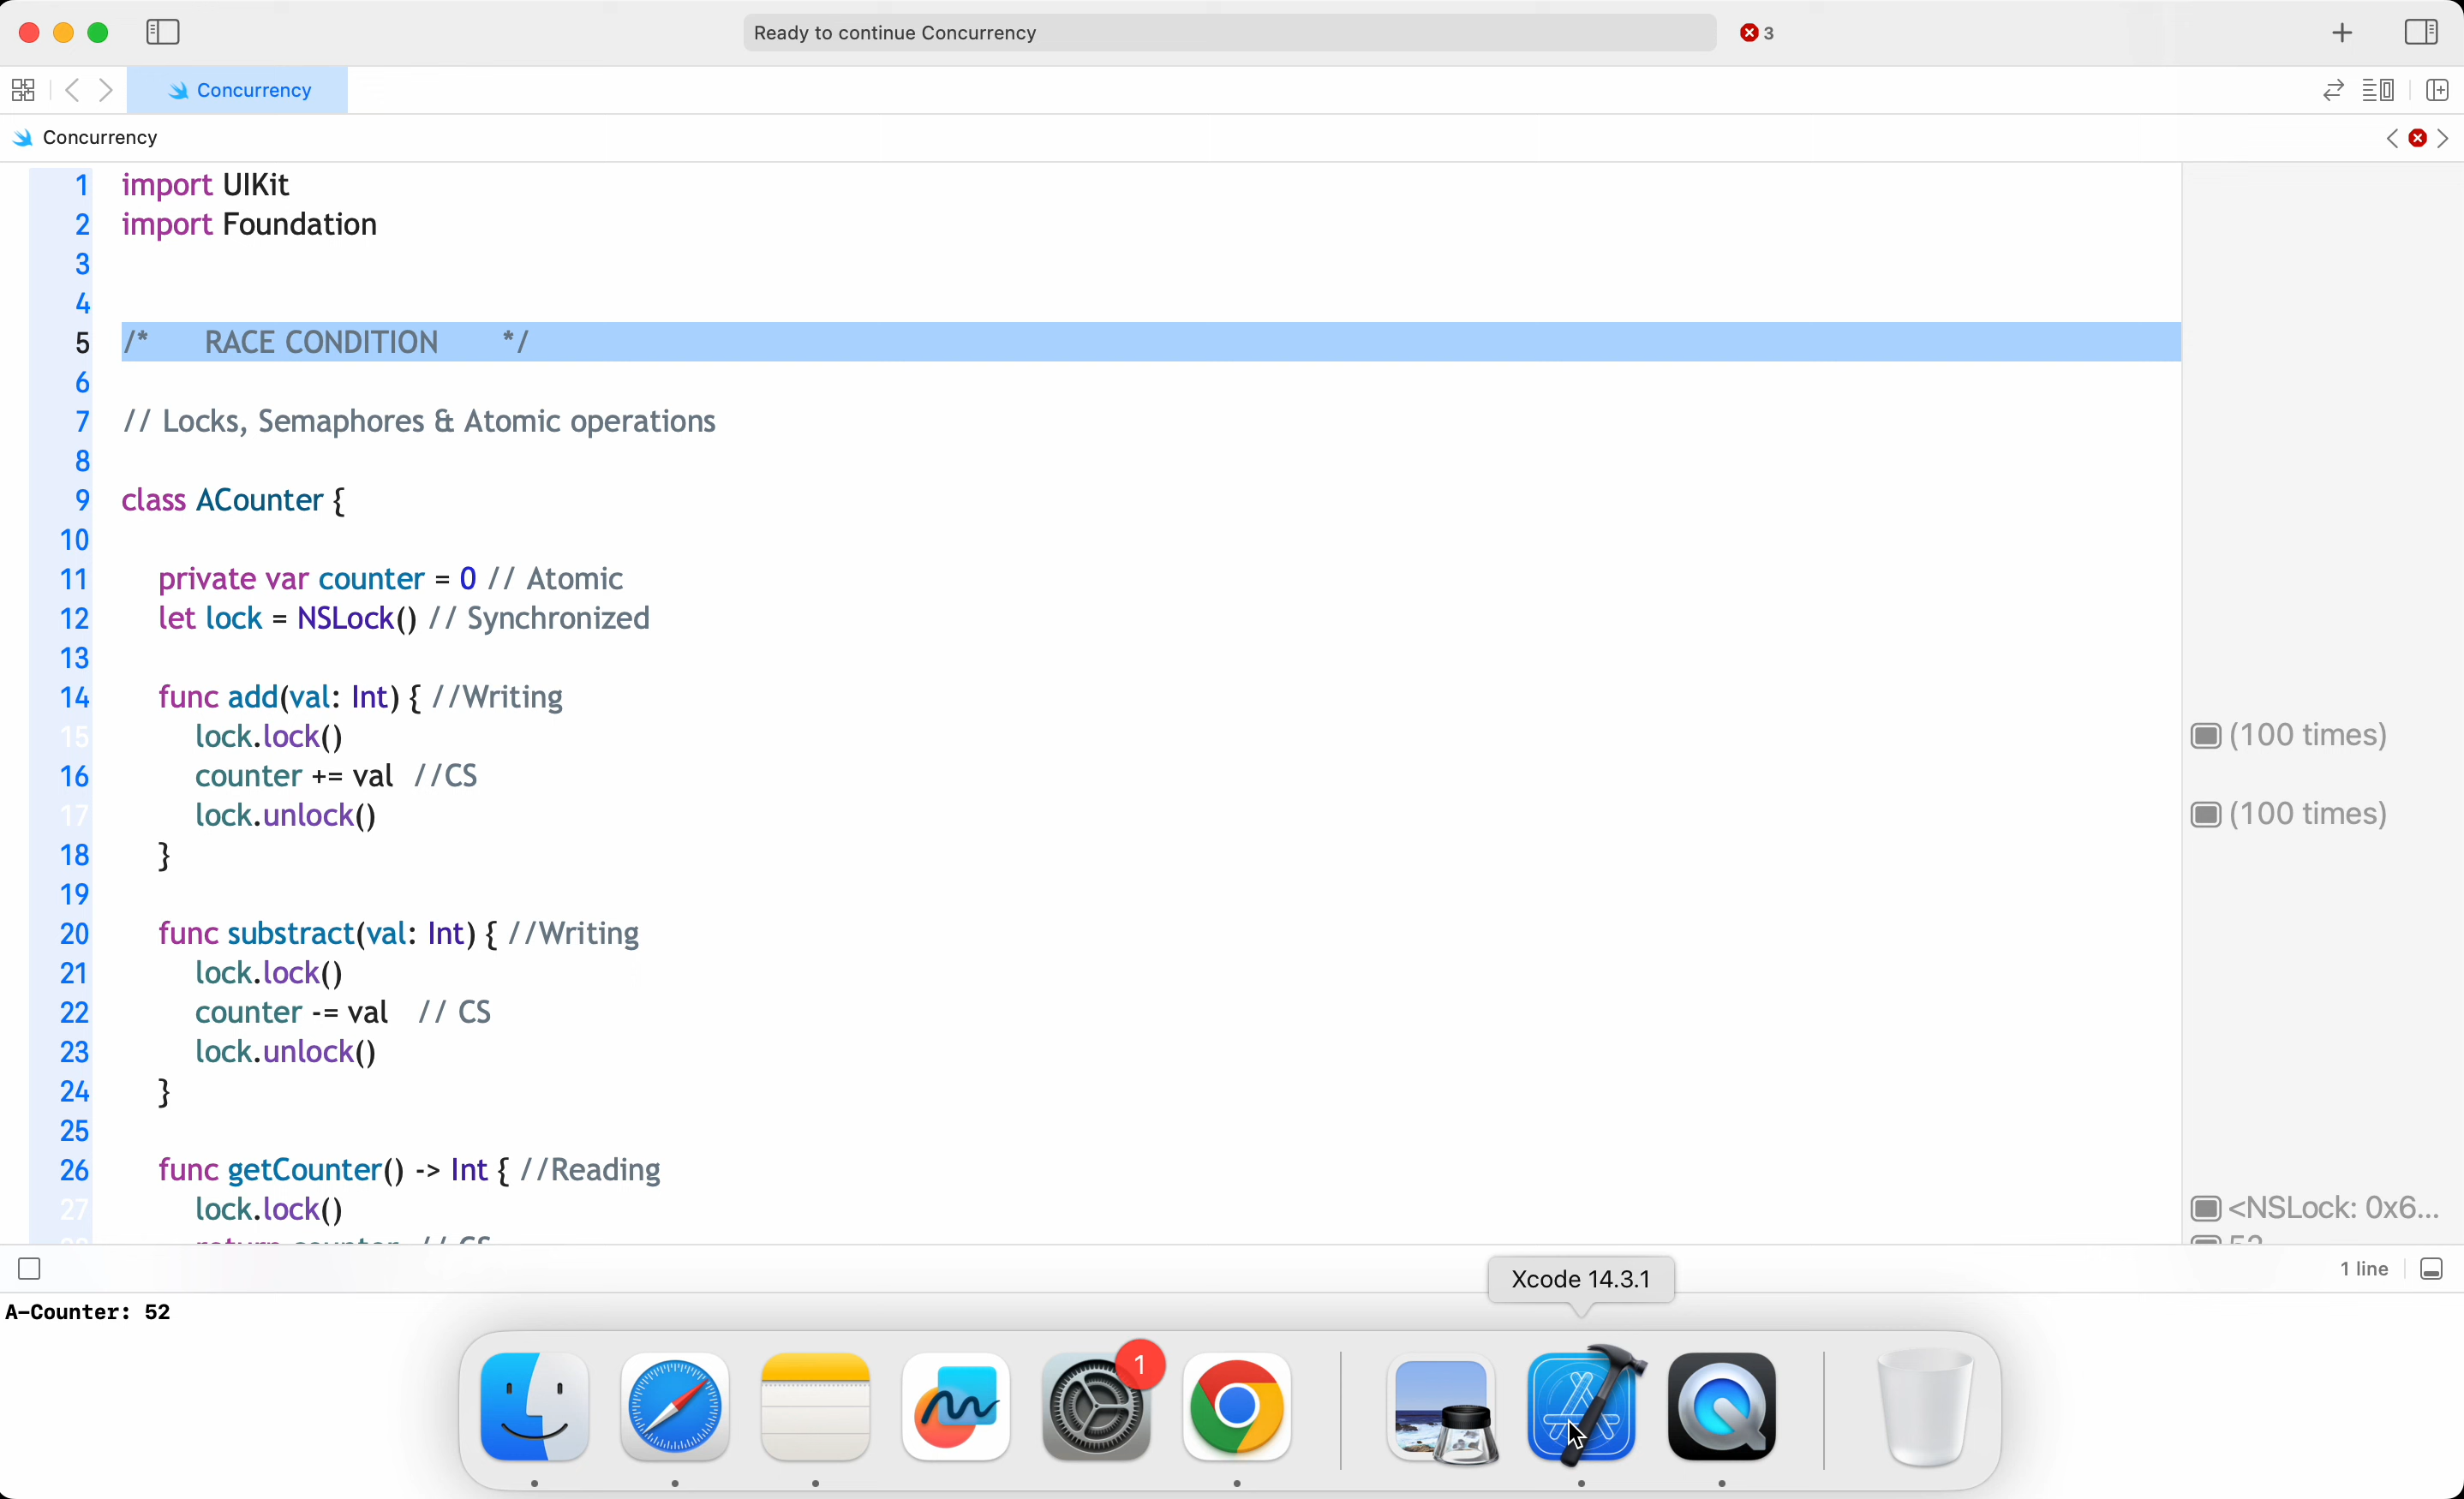 Ready to continue Concurrency
3
Concurrency
Concurrency
1 import UIKit
2 import Foundation
3
4
5 /* RACE CONDITION */
6
7 // Locks, Semaphores & Atomic operations
8
9 class ACounter {
10
11 private var counter = 0 // Atomic
12 let lock = NSLock() // Synchronized
13
14 func add(val: Int) { //Writing
15 lock.lock() (100 times)
16 counter += val //CS
17 lock.unlock() (100 times)
18 }
19
20 func substract(val: Int) { //Writing
21 lock.lock()
22 counter -= val // CS
23 lock.unlock()
24 }
25
26 func getCounter() -> Int { //Reading
27 lock.lock() <NSLock: 0x6...
28 return counter // CS 52
1 line
Xcode 14.3.1
A-Counter: 52
1